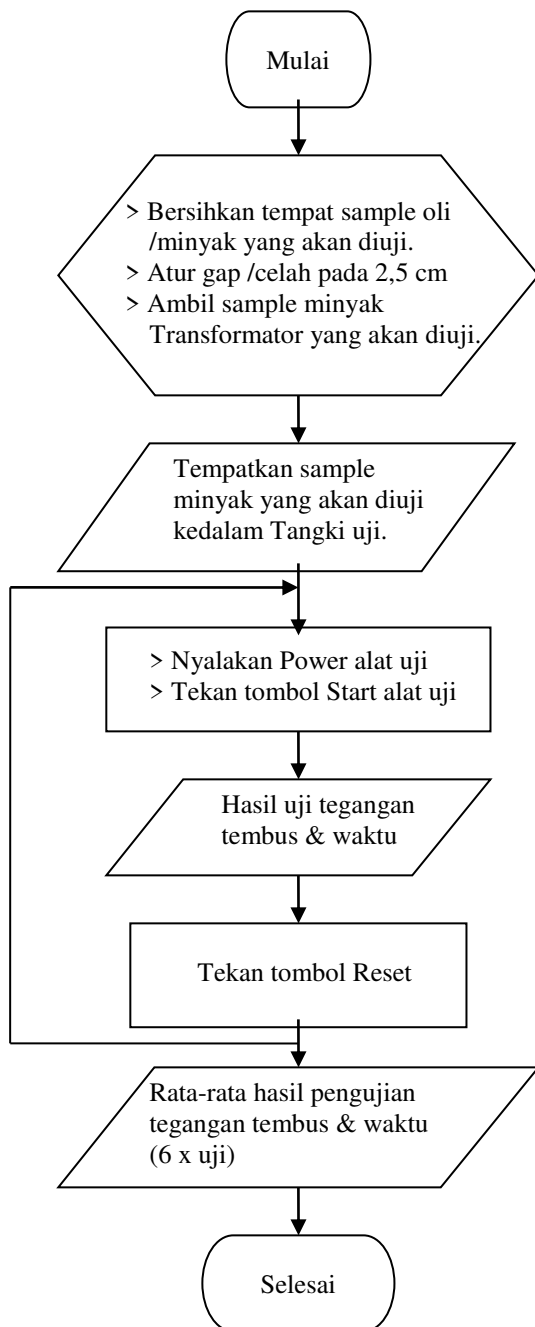 Mulai
> Bersihkan tempat sample oli
/minyak yang akan diuji.
> Atur gap /celah pada 2,5 cm
> Ambil sample minyak
Transformator yang akan diuji.
Tempatkan sample
minyak yang akan diuji
kedalam Tangki uji.
> Nyalakan Power alat uji
> Tekan tombol Start alat uji
Hasil uji tegangan
tembus & waktu
Tekan tombol Reset
Rata-rata hasil pengujian
tegangan tembus & waktu
(6 x uji)
Selesai